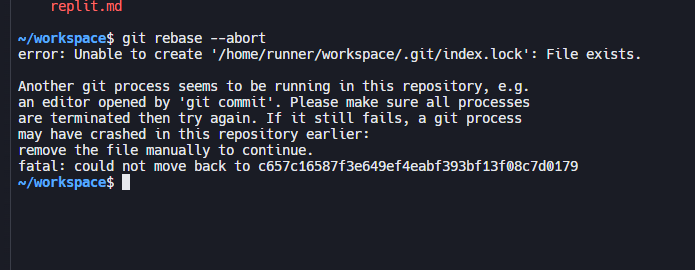 replit.md
~/workspace$ git rebase --abort
error: Unable to create '/home/runner/workspace/.git/index.lock': File exists.
Another git process seems to be running in this repository, e.g.
an editor opened by 'git commit'. Please make sure all processes
are terminated then try again. If it still fails, a git process
may have crashed in this repository earlier:
remove the file manually to continue.
fatal: could not move back to c657c16587f3e649ef4eabf393bf13f08c7d0179
~/workspace$